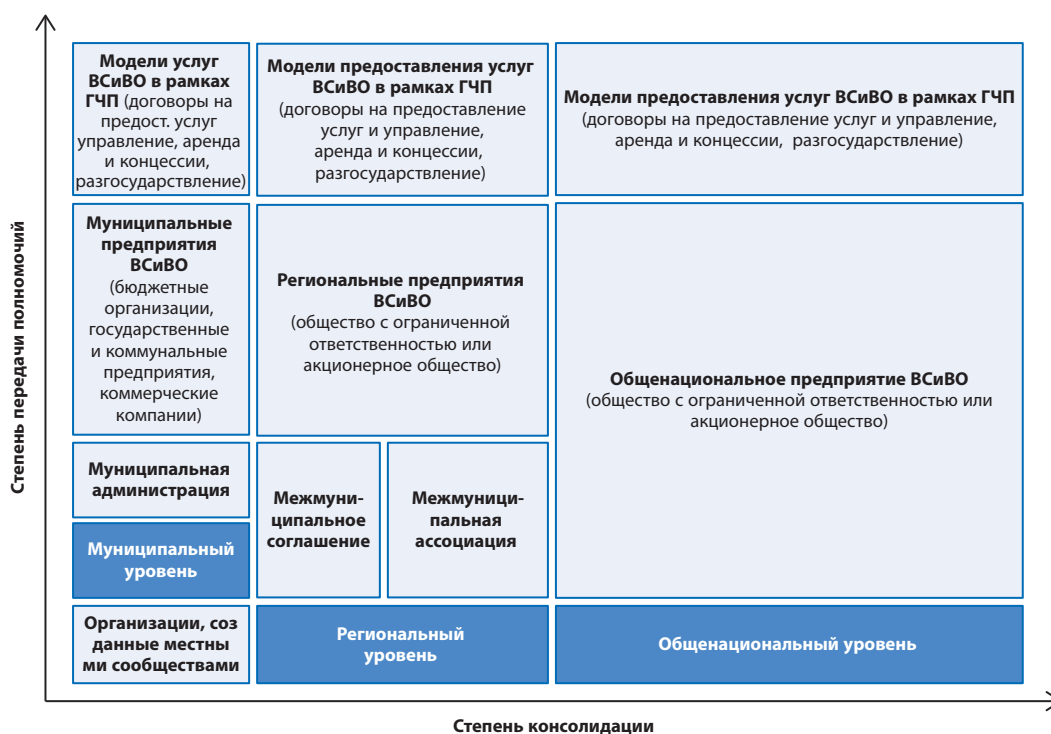 Степень передачи полномочий
Модели услуг
ВСиВО в рамках
ГЧП (договоры на
предост. услуг
управление, аренда
и концессии,
разгосударствление)
Модели предоставления услуг
ВСиВО в рамках ГЧП
(договоры на предоставление
услуг и управление,
аренда и концессии,
разгосударствление)
Модели предоставления услуг ВСиВО в рамках ГЧП
(договоры на предоставление услуг и управление,
аренда и концессии, разгосударствление)
Муниципальные
предприятия
ВСиВО
(бюджетные
организации,
государственные
и коммунальные
предприятия,
коммерческие
компании)
Региональные предприятия
ВСиВО
(общество с ограниченной
ответственностью или
акционерное общество)
Общенациональное предприятие ВСиВО
(общество с ограниченной ответственностью или
акционерное общество)
Муниципальная
администрация
Межмуни-
ципальное
соглашение
Межмуници-
пальная
ассоциация
Муниципальный
уровень
Организации, соз
данные местны
ми сообществами
Региональный
уровень
Общенациональный уровень
Степень консолидации